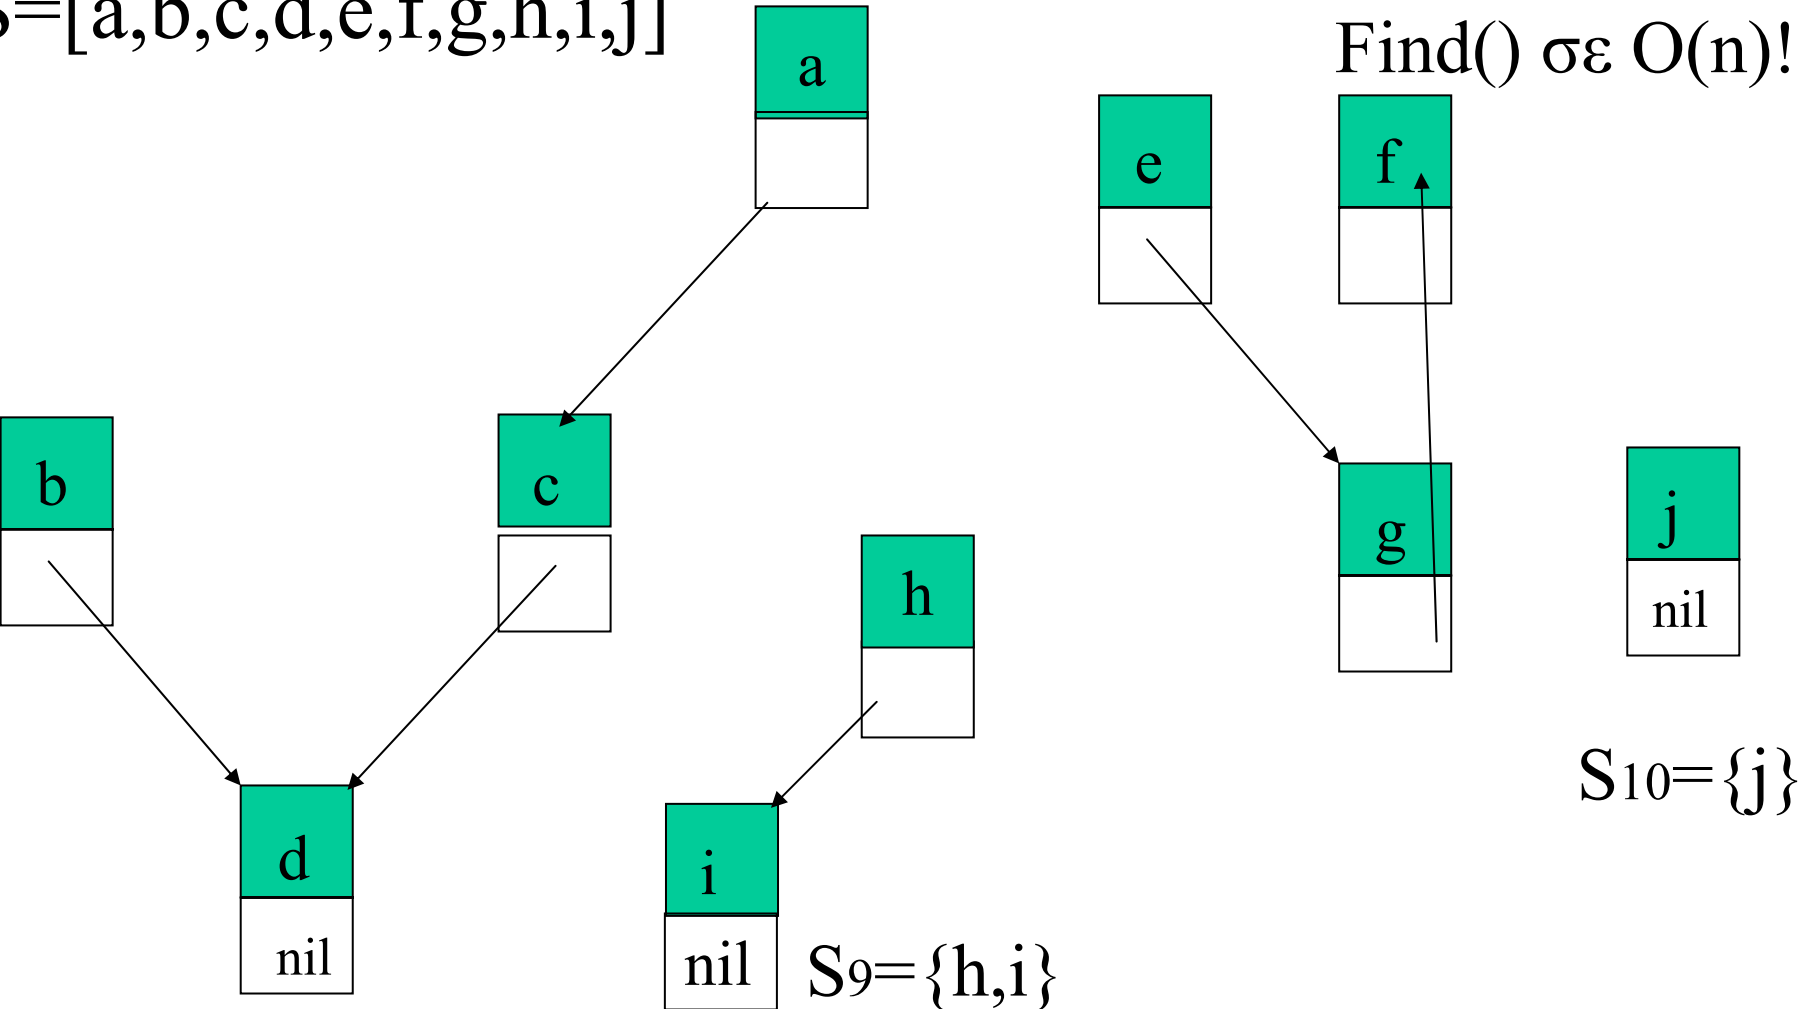 S=[a,b,c,d,e,f,g,h,i,j]
Find() σε O(n)!
a
e
f
b
c
g
j
h
nil
d
i
S10={j}
nil
nil
S9={h,i}